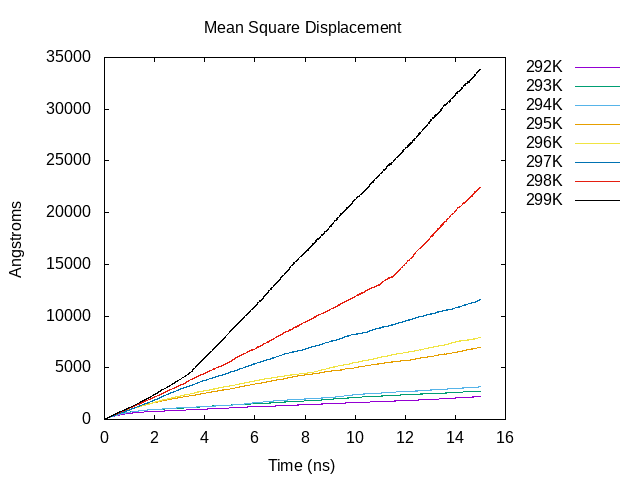 Mean Square Displacement
35000
30000
25000
20000
15000
10000
5000
0
Angstroms
0 2 4 6 8 10 12 14 16
Time (ns)
292K
293K
294K
295K
296K
297K
298K
299K